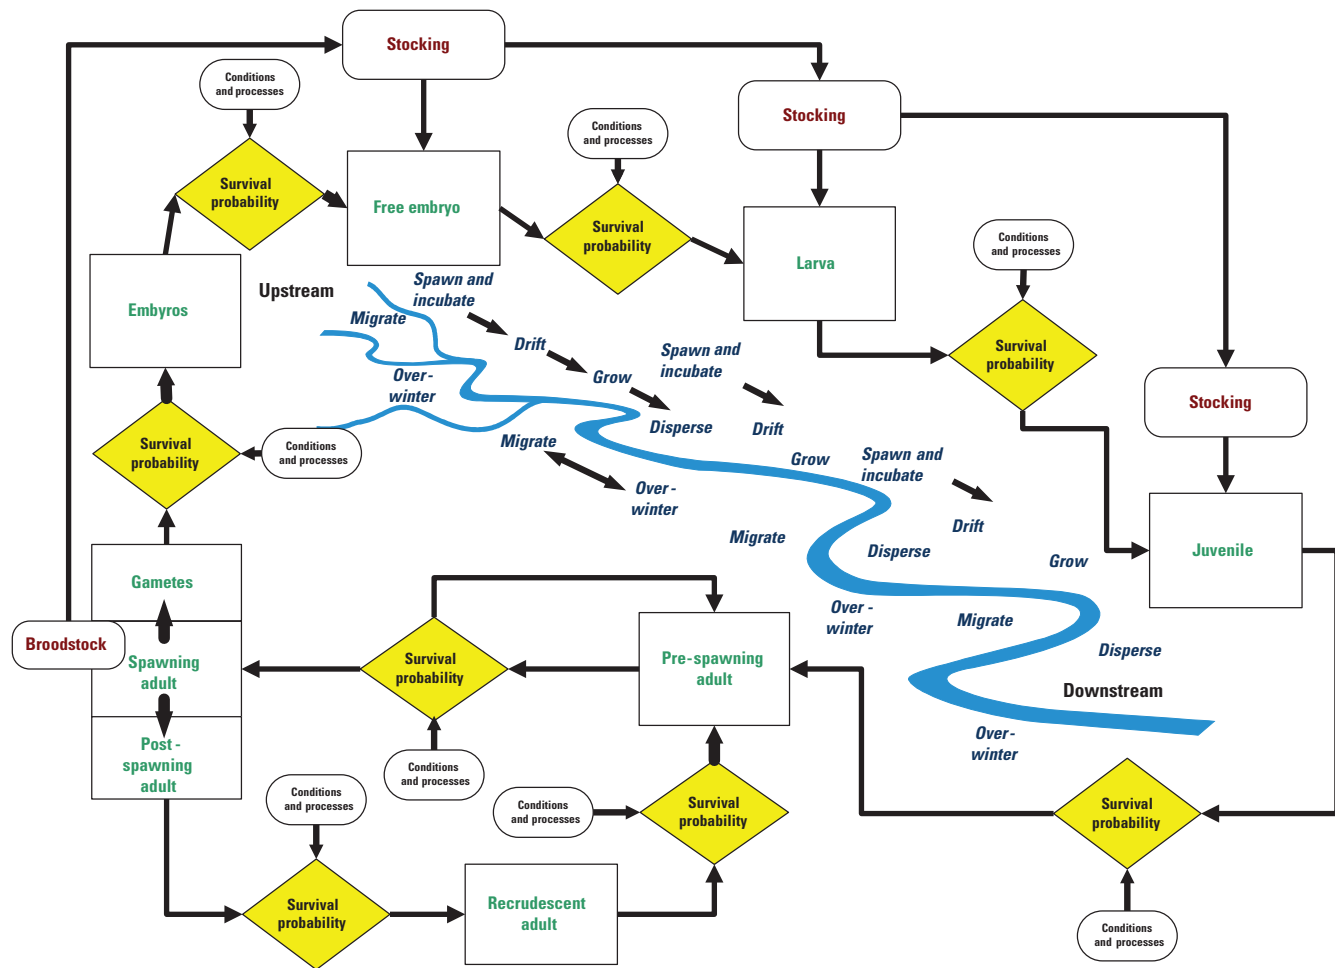 Stocking
Conditions
and processes
Stocking
Conditions
and processes
Survival
probability
Free embryo
Survival
probability
Larva
Conditions
and processes
Upstream
Spawn and
incubate
Embyros
Migrate
Drift
Spawn and
incubate
Survival
probability
Over-
winter
Grow
Stocking
Disperse
Drift
Survival
probability
Conditions
and processes
Migrate
Grow
Spawn and
incubate
Over-
winter
Drift
Migrate
Disperse
Grow
Juvenile
Gametes
Over-
winter
Migrate
Broodstock
Spawning
adult
Survival
probability
Pre-spawning
adult
Disperse
Downstream
Over-
winter
Post-
spawning
adult
Conditions
and processes
Conditions
and processes
Conditions
and processes
Survival
probability
Survival
probability
Survival
probability
Recrudescent
adult
Conditions
and processes